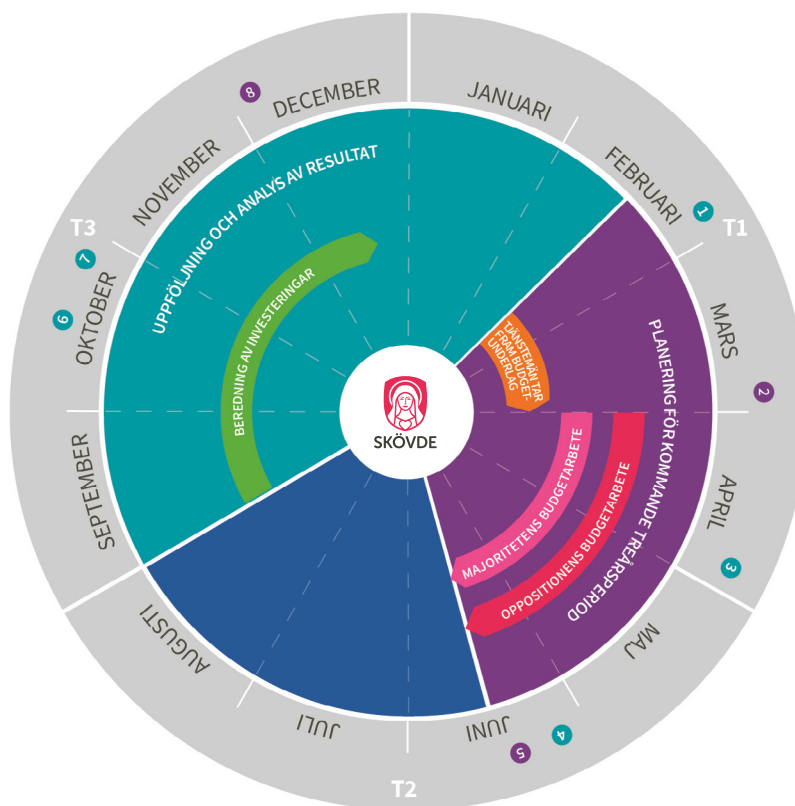 JANUARI
FEBRUARI
1
T1
MARS
2
APRIL
3
MAJ
4
5
JUNI
T2
JULI
AUGUSTI
SEPTEMBER
6
OKTOBER
7
T3
NOVEMBER
8
DECEMBER
UPPFÖLJNING OCH ANALYS AV RESULTAT
BEREDNING AV INVESTERINGAR
PLANERING FÖR KOMMANDE TREÅRSPERIOD
TJÄNSTEMÄN TAR
FRAM BUDGET-
UNDERLAG
MAJORITETENS BUDGETARBETE
OPPOSITIONENS BUDGETARBETE
SKÖVDE